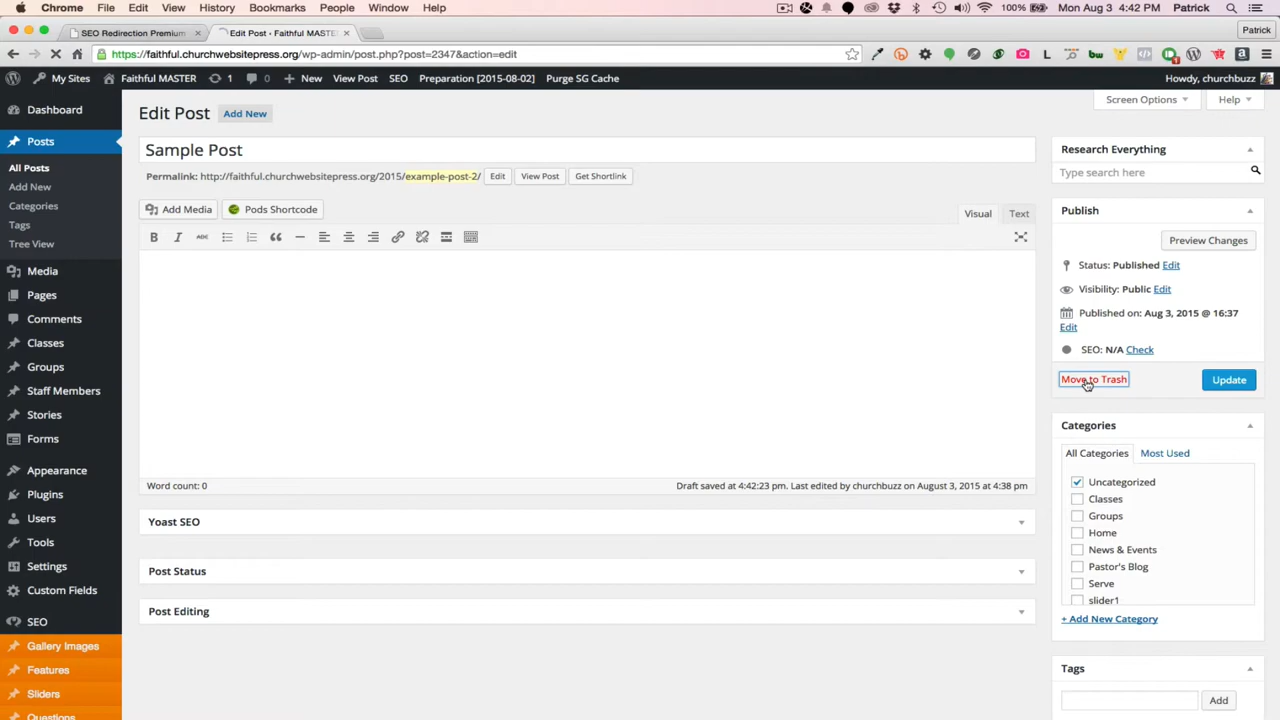 Chrome File Edit View History Bookmarks People Window Help 100% Mon Aug 3 4:42 PM Patrick
SEO Redirection Premium Edit Post ‹ Faithful MASTER Patrick
https://faithful.churchwebsitepress.org/wp-admin/post.php?post=2347&action=edit
My Sites Faithful MASTER 1 0 New View Post SEO Preparation [2015-08-02] Purge SG Cache Howdy, churchbuzz
Dashboard
Posts
All Posts
Add New
Categories
Tags
Tree View
Media
Pages
Comments
Classes
Groups
Staff Members
Stories
Forms
Appearance
Plugins
Users
Tools
Settings
Custom Fields
SEO
Gallery Images
Features
Sliders
Questions
Screen Options Help
Edit Post Add New
Sample Post
Permalink: http://faithful.churchwebsitepress.org/2015/example-post-2/ Edit View Post Get Shortlink
Add Media Pods Shortcode
Visual Text
B I ABC
Word count: 0 Draft saved at 4:42:23 pm. Last edited by churchbuzz on August 3, 2015 at 4:38 pm
Yoast SEO
Post Status
Post Editing
Research Everything
Type search here
Publish
Preview Changes
Status: Published Edit
Visibility: Public Edit
Published on: Aug 3, 2015 @ 16:37
Edit
SEO: N/A Check
Move to Trash Update
Categories
All Categories Most Used
Uncategorized
Classes
Groups
Home
News & Events
Pastor's Blog
Serve
slider1
+ Add New Category
Tags
Add